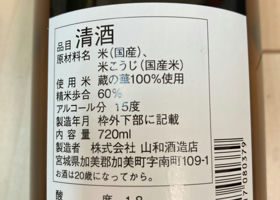 品目 清酒
原材料名 米(国産)、
米こうじ(国産米)
使用米 蔵の華100%使用
精米歩合 60%
アルコール分 15度
製造年月 枠外下部に記載
内容量 720ml
製造者 株式会社 山和酒造店
宮城県加美郡加美町字南町109-1
お酒は20歳になってから。
酸 度 1.8
7080379